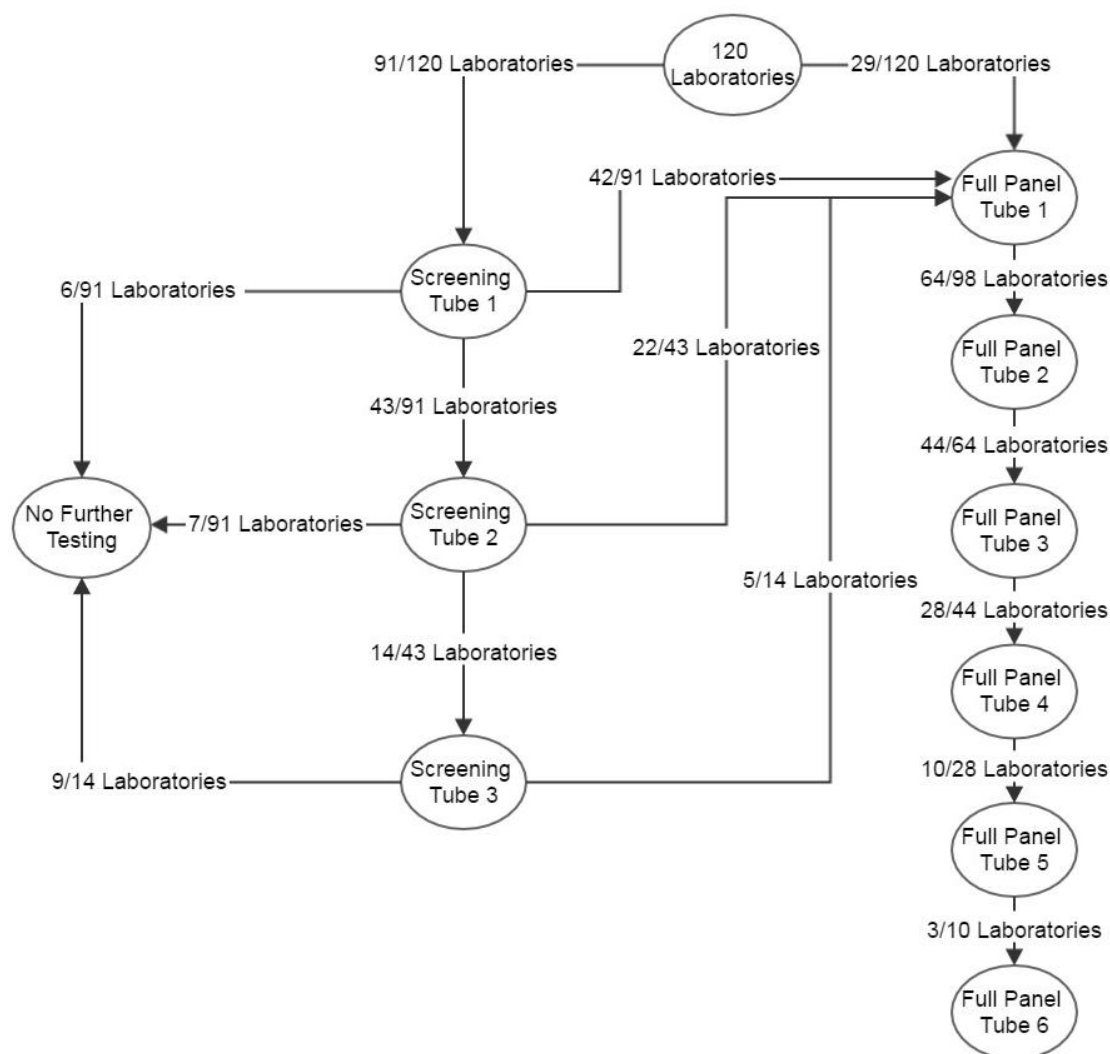 120
Laboratories
91/120 Laboratories
29/120 Laboratories
42/91 Laboratories
Full Panel
Tube 1
Screening
Tube 1
6/91 Laboratories
64/98 Laboratories
22/43 Laboratories
Full Panel
Tube 2
43/91 Laboratories
44/64 Laboratories
No Further
Testing
7/91 Laboratories
Screening
Tube 2
Full Panel
Tube 3
5/14 Laboratories
28/44 Laboratories
14/43 Laboratories
Full Panel
Tube 4
9/14 Laboratories
Screening
Tube 3
10/28 Laboratories
Full Panel
Tube 5
3/10 Laboratories
Full Panel
Tube 6